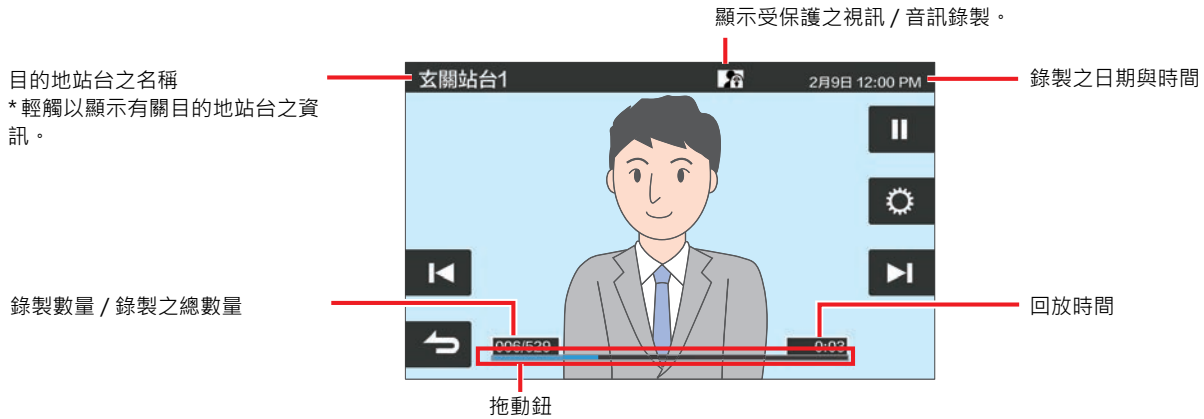 顯示受保護之視訊 / 音訊錄製。
目的地站台之名稱
* 輕觸以顯示有關目的地站台之資
訊。
玄關站台1
2月9日 12:00 PM
錄製之日期與時間
錄製數量 / 錄製之總數量
回放時間
006/529
0:03
拖動鈕